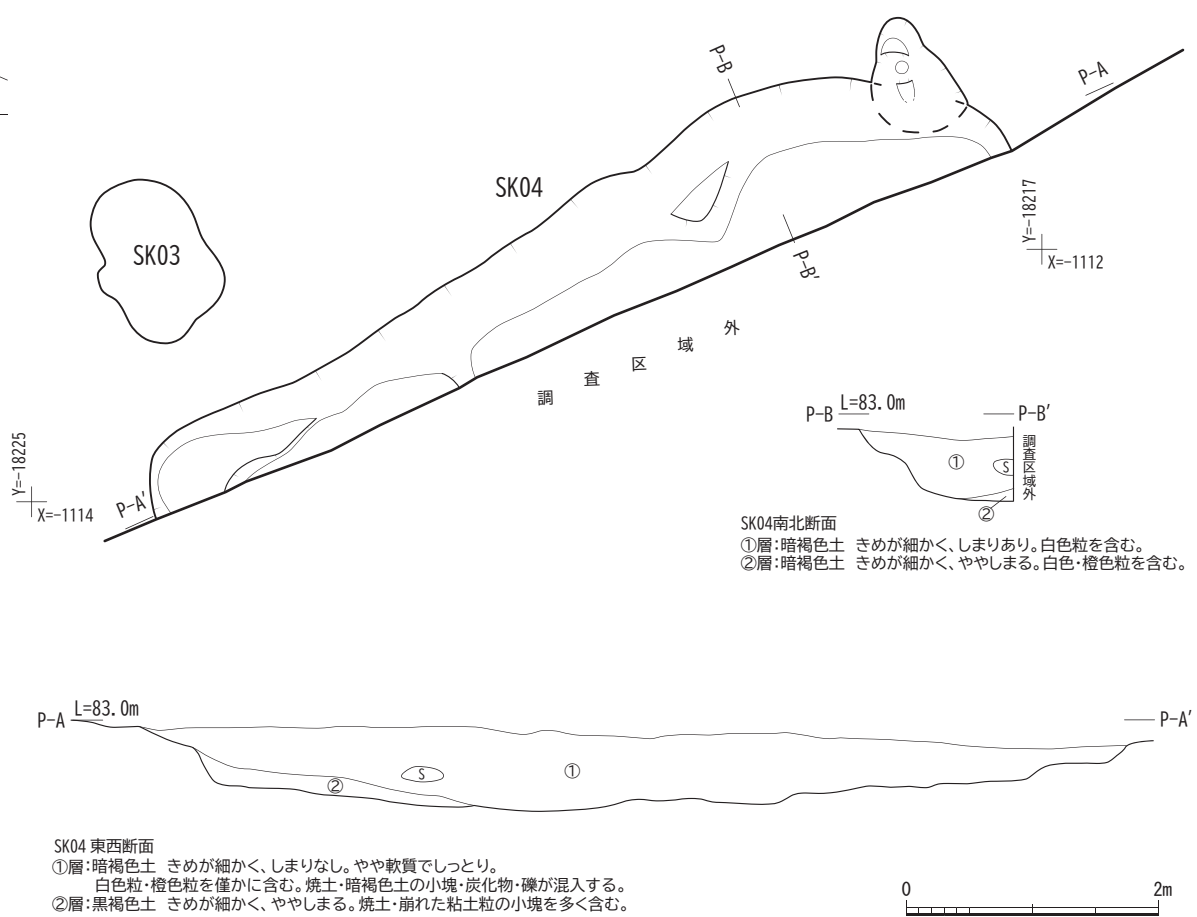 P-B
P-A
SK04
SK03
Y=-18217
X=-1112
P-B′
調査区域外
Y=-18225
X=-1114
P-A′
P-B L=83.0m P-B′
①
S
調査区域外
②
SK04南北断面
①層:暗褐色土 きめが細かく、しまりあり。白色粒を含む。
②層:暗褐色土 きめが細かく、ややしまる。白色・橙色粒を含む。
P-A L=83.0m P-A′
S
①
②
SK04 東西断面
①層:暗褐色土 きめが細かく、しまりなし。やや軟質でしっとり。
白色粒・橙色粒を僅かに含む。焼土・暗褐色土の小塊・炭化物・礫が混入する。
②層:黒褐色土 きめが細かく、ややしまる。焼土・崩れた粘土粒の小塊を多く含む。
0 2m